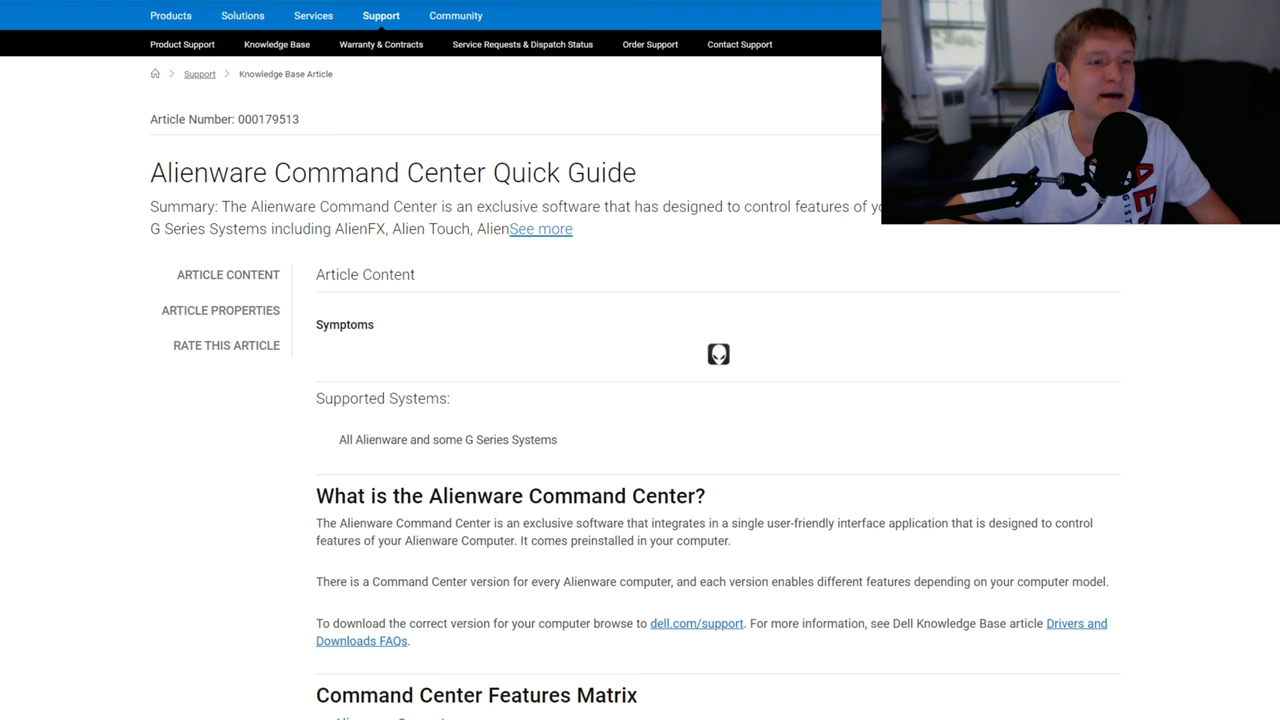 Products Solutions Services Support Community
Product Support Knowledge Base Warranty & Contracts Service Requests & Dispatch Status Order Support Contact Support
Support Knowledge Base Article
Article Number: 000179513
Alienware Command Center Quick Guide
Summary: The Alienware Command Center is an exclusive software that has designed to control features of
G Series Systems including AlienFX, Alien Touch, AlienSee more
ARTICLE CONTENT
ARTICLE PROPERTIES
RATE THIS ARTICLE
Article Content
Symptoms
Supported Systems:
All Alienware and some G Series Systems
What is the Alienware Command Center?
The Alienware Command Center is an exclusive software that integrates in a single user-friendly interface application that is designed to control
features of your Alienware Computer. It comes preinstalled in your computer.
There is a Command Center version for every Alienware computer, and each version enables different features depending on your computer model.
To download the correct version for your computer browse to dell.com/support. For more information, see Dell Knowledge Base article Drivers and
Downloads FAQs.
Command Center Features Matrix